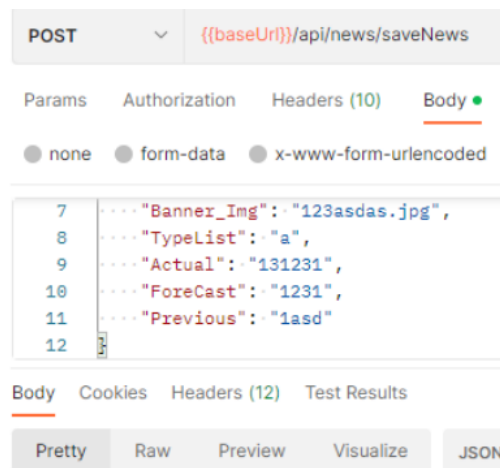 POST {{baseUrl}}/api/news/saveNews
Params Authorization Headers (10) Body
none form-data x-www-form-urlencoded
7 "Banner_Img": "123asdas.jpg",
8 "TypeList": "a",
9 "Actual": "131231",
10 "ForeCast": "1231",
11 "Previous": "1asd"
12 }
Body Cookies Headers (12) Test Results
Pretty Raw Preview Visualize JSON